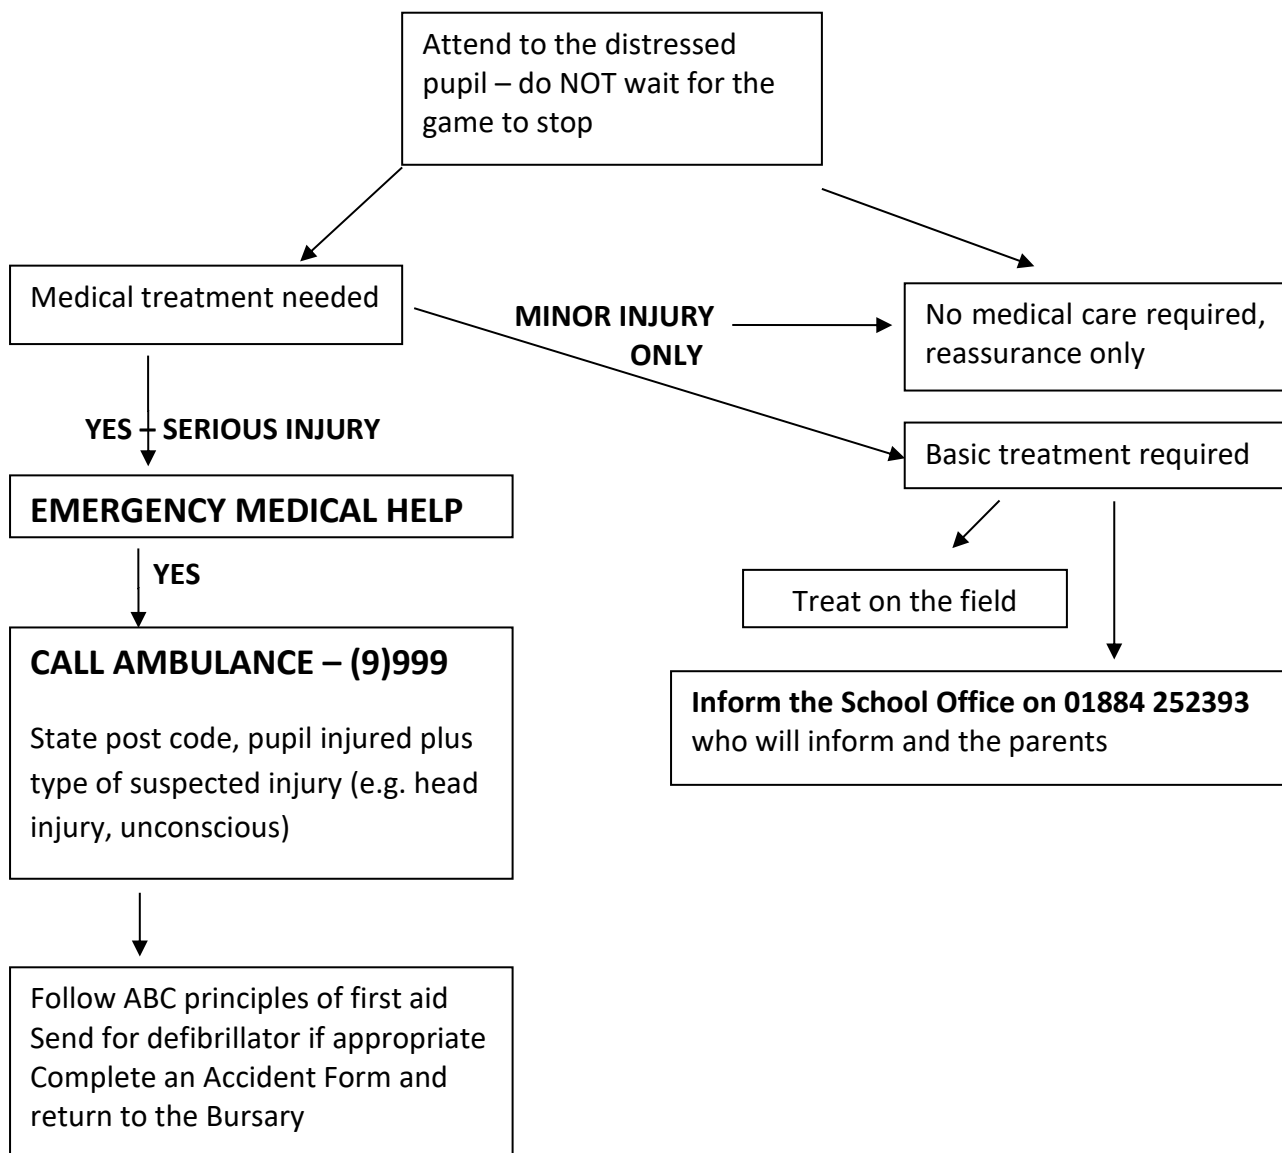 Attend to the distressed
pupil – do NOT wait for the
game to stop
Medical treatment needed
MINOR INJURY
ONLY
No medical care required,
reassurance only
YES – SERIOUS INJURY
Basic treatment required
EMERGENCY MEDICAL HELP
YES
Treat on the field
CALL AMBULANCE – (9)999
State post code, pupil injured plus
type of suspected injury (e.g. head
injury, unconscious)
Inform the School Office on 01884 252393
who will inform and the parents
Follow ABC principles of first aid
Send for defibrillator if appropriate
Complete an Accident Form and
return to the Bursary